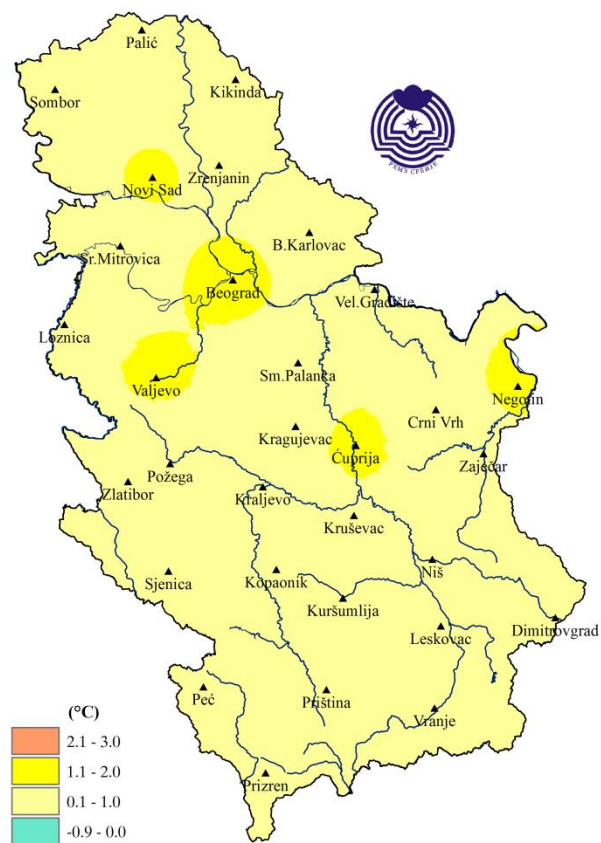 Palić
Kikinda
Sombor
Novi Sad
Zrenjanin
РХМЗ СРБИЈЕ
B.Karlovac
Sr.Mitrovica
Beograd
Vel.Gradište
Loznica
Valjevo
Sm.Palanka
Negotin
Crni Vrh
Kragujevac
Ćuprija
Zaječar
Požega
Zlatibor
Kraljevo
Kruševac
Niš
Sjenica
Kopaonik
Kuršumlija
Dimitrovgrad
Leskovac
Peć
Priština
Vranje
Prizren
(°C)
2.1 - 3.0
1.1 - 2.0
0.1 - 1.0
-0.9 - 0.0